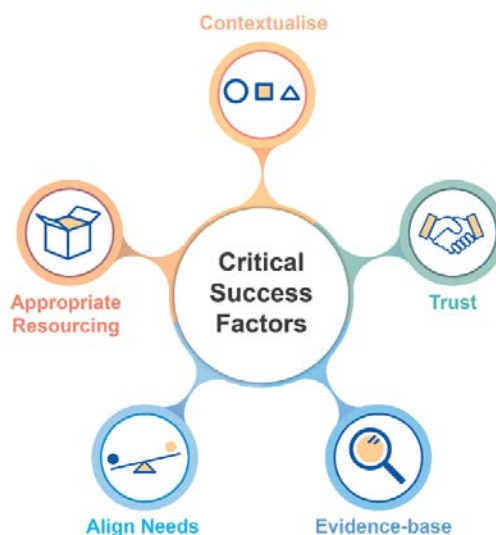 Contextualise
Critical
Success
Factors
Appropriate
Resourcing
Trust
Align Needs
Evidence-base